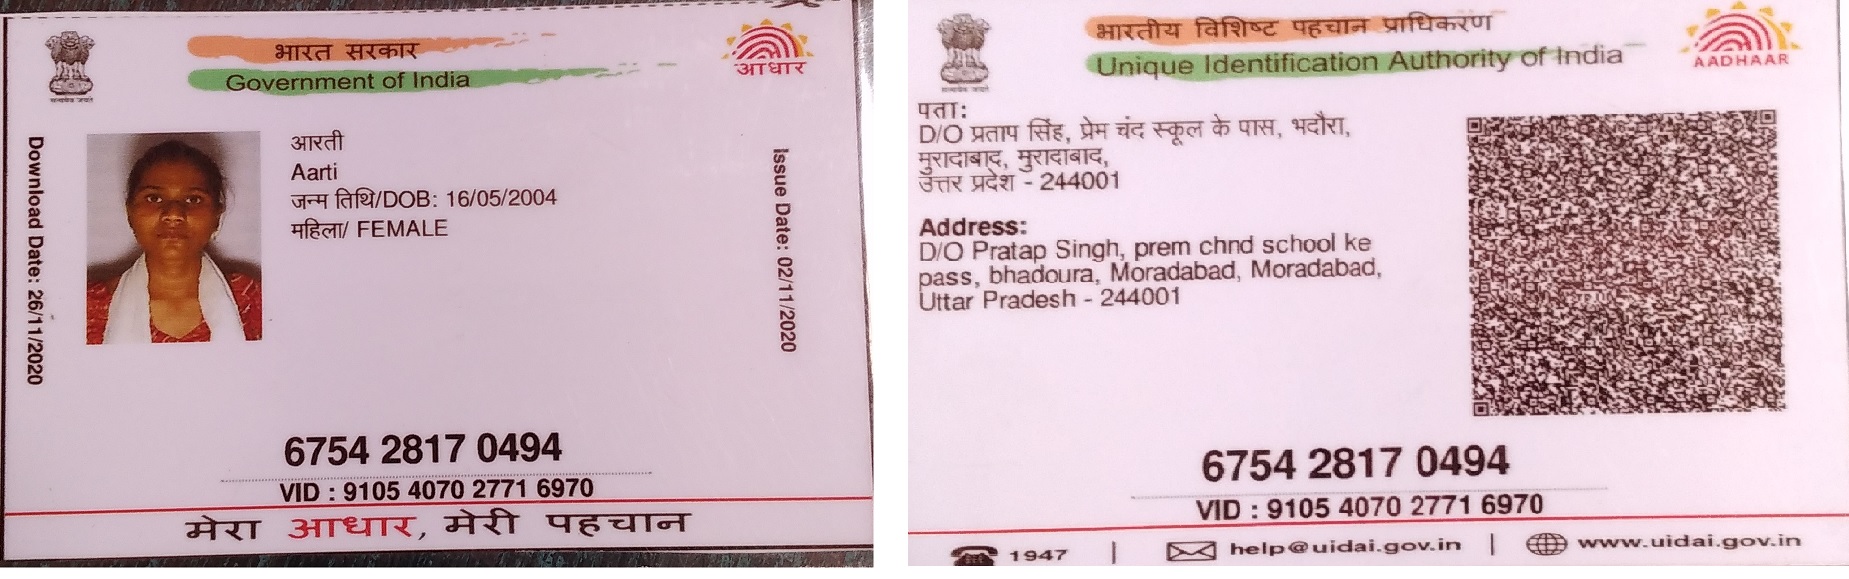 भारत सरकार
Government of India
आधार
Download Date: 26/11/2020
आरती
Aarti
जन्म तिथि/DOB: 16/05/2004
महिला/ FEMALE
Issue Date: 02/11/2020
6754 2817 0494
VID : 9105 4070 2771 6970
मेरा आधार, मेरी पहचान
भारतीय विशिष्ट पहचान प्राधिकरण
Unique Identification Authority of India
AADHAAR
पता:
D/O प्रताप सिंह, प्रेम चंद स्कूल के पास, भदौरा,
मुरादाबाद, मुरादाबाद,
उत्तर प्रदेश - 244001
Address:
D/O Pratap Singh, prem chnd school ke
pass, bhadoura, Moradabad, Moradabad,
Uttar Pradesh - 244001
6754 2817 0494
VID : 9105 4070 2771 6970
1947 | help@uidai.gov.in | www.uidai.gov.in